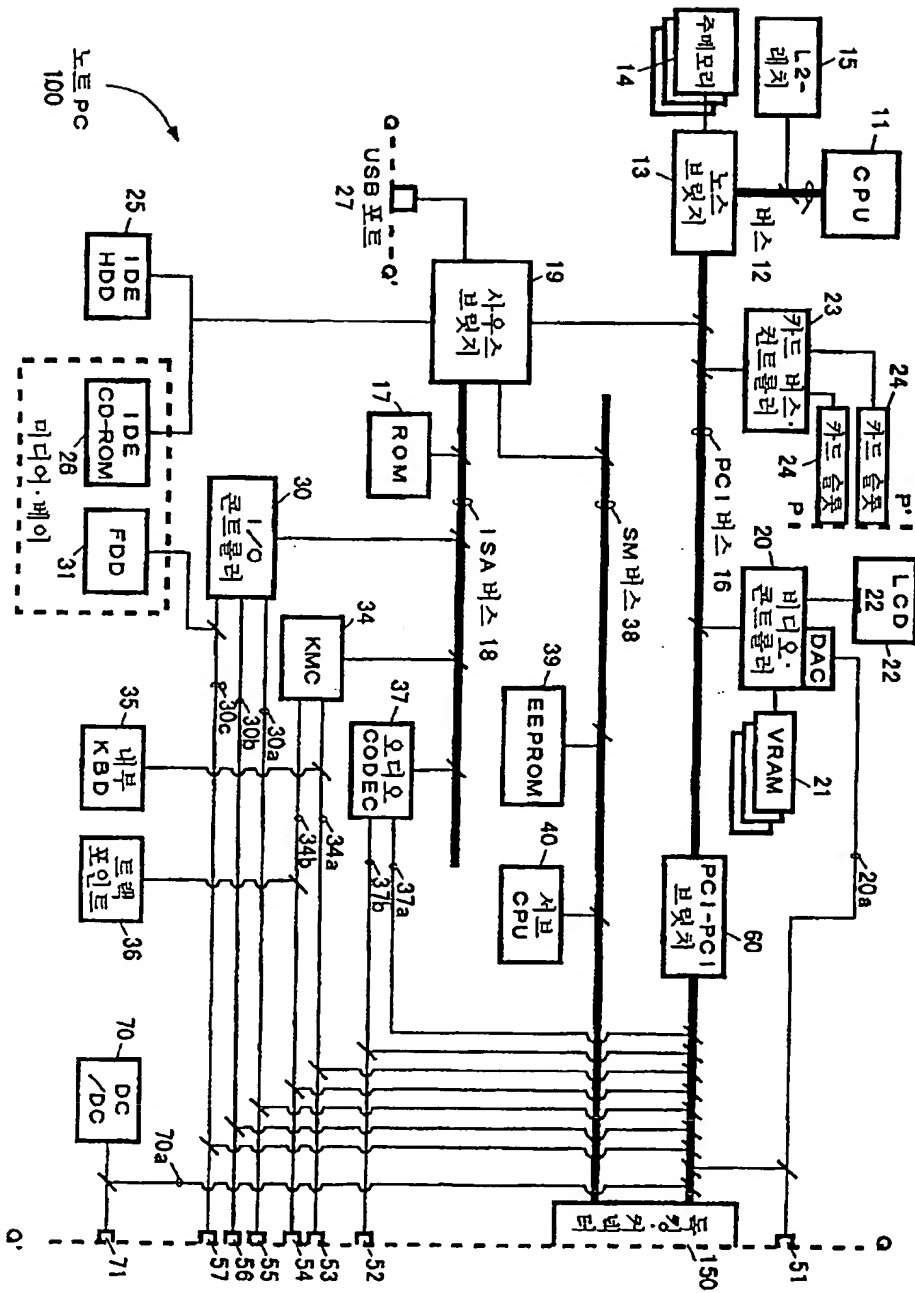 노트 PC
100
주메모리
14
L2-
래치
15
CPU
11
노스
브릿지
13
버스 12
USB 포트
27
Q
Q'
사우스
브릿지
19
IDE
HDD
25
IDE
CD-ROM
26
FDD
31
미디어·베이
ROM
17
I/O
콘트롤러
30
30a
30b
30c
ISA 버스 18
SM 버스 38
PCI 버스 16
카드 버스·
컨트롤러
23
카드 슬롯
24
카드 슬롯
24
P
P'
비디오·
콘트롤러
20
DAC
LCD
22
22
VRAM
21
20a
KMC
34
34a
34b
내부
KBD
35
트랙
포인트
36
오디오
CODEC
37
37a
37b
EEPROM
39
서브
CPU
40
PCI-PCI
브릿치
60
DC
/DC
70
70a
도킹·커넥터
150
Q
51
52
53
54
55
56
57
71
Q'